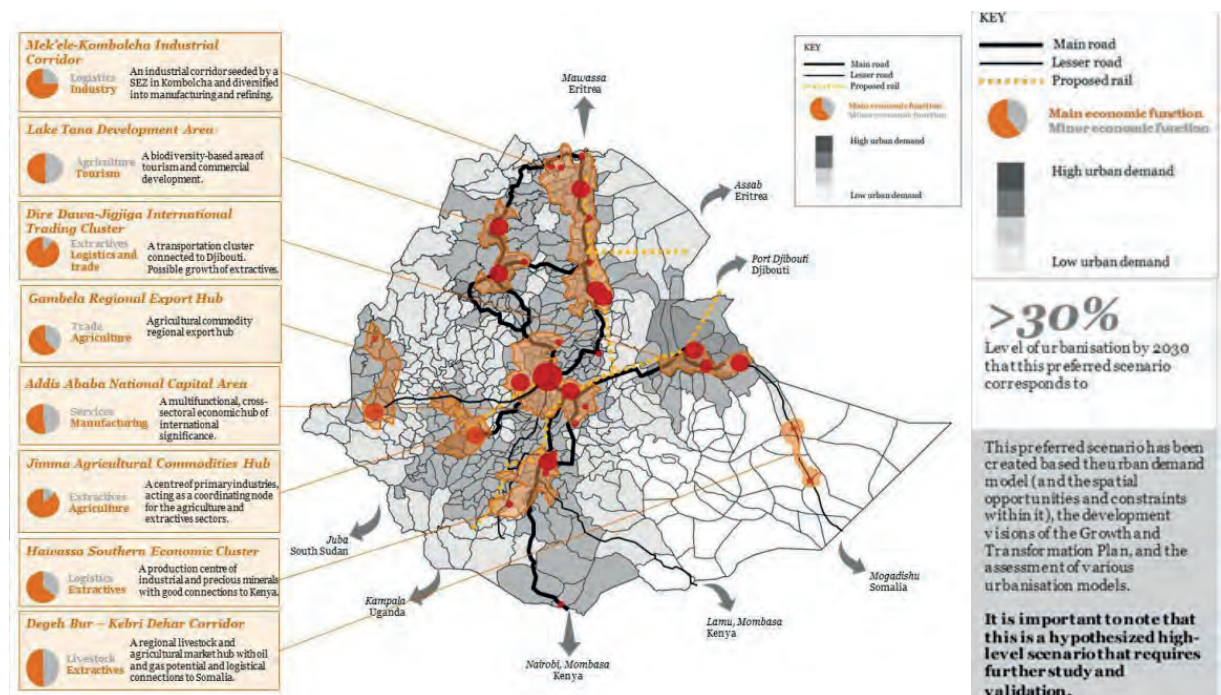 Mek'ele-Kombolcha Industrial
Corridor
Logistics
Industry
An industrial corridor seeded by a
SEZ in Kombolcha and diversified
into manufacturing and refining.
Lake Tana Development Area
Agriculture
Tourism
A biodiversity-based area of
tourism and commercial
development.
Dire Dawa-Jigjiga International
Trading Cluster
Extractives
Logistics and
trade
A transportation cluster
connected to Djibouti.
Possible growth of extractives.
Gambela Regional Export Hub
Trade
Agriculture
Agricultural commodity
regional export hub
Addis Ababa National Capital Area
Services
Manufacturing
A multifunctional, cross-
sectoral economic hub of
international
significance.
Jimma Agricultural Commodities Hub
Extractives
Agriculture
A centre of primary industries,
acting as a coordinating node
for the agriculture and
extractives sectors.
Hawassa Southern Economic Cluster
Logistics
Extractives
A production centre of
industrial and precious minerals
with good connections to Kenya.
Degeh Bur – Kebri Dehar Corridor
Livestock
Extractives
A regional livestock and
agricultural market hub with oil
and gas potential and logistical
connections to Somalia.
Mawassa
Eritrea
Assab
Eritrea
Port Djibouti
Djibouti
Mogadishu
Somalia
Lamu, Mombasa
Kenya
Nairobi, Mombasa
Kenya
Kampala
Uganda
Juba
South Sudan
KEY
Main road
Lesser road
Proposed rail
Main economic function
Minor economic function
High urban demand
Low urban demand
KEY
Main road
Lesser road
Proposed rail
Main economic function
Minor economic function
High urban demand
Low urban demand
>30%
Level of urbanisation by 2030
that this preferred scenario
corresponds to
This preferred scenario has been
created based the urban demand
model (and the spatial
opportunities and constraints
within it), the development
visions of the Growth and
Transformation Plan, and the
assessment of various
urbanisation models.
It is important to note that
this is a hypothesized high-
level scenario that requires
further study and
validation.